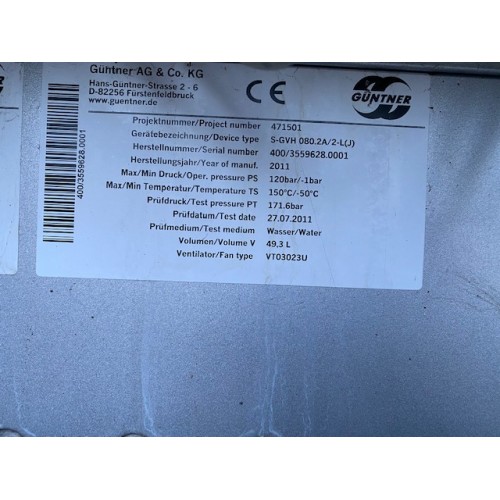 Güntner AG & Co. KG
Hans-Güntner-Strasse 2 - 6
D-82256 Fürstenfeldbruck
www.guentner.de
CE
GÜNTNER
Projektnummer/Project number 471501
Gerätebezeichnung/Device type S-GVH 080.2A/2-L(J)
Herstellnummer/Serial number 400/3559628.0001
Herstellungsjahr/Year of manuf. 2011
Max/Min Druck/Oper. pressure PS 120bar/-1bar
Max/Min Temperatur/Temperature TS 150°C/-50°C
Prüfdruck/Test pressure PT 171.6bar
Prüfdatum/Test date 27.07.2011
Prüfmedium/Test medium Wasser/Water
Volumen/Volume V 49,3 L
Ventilator/Fan type VT03023U
400/3559628.0001